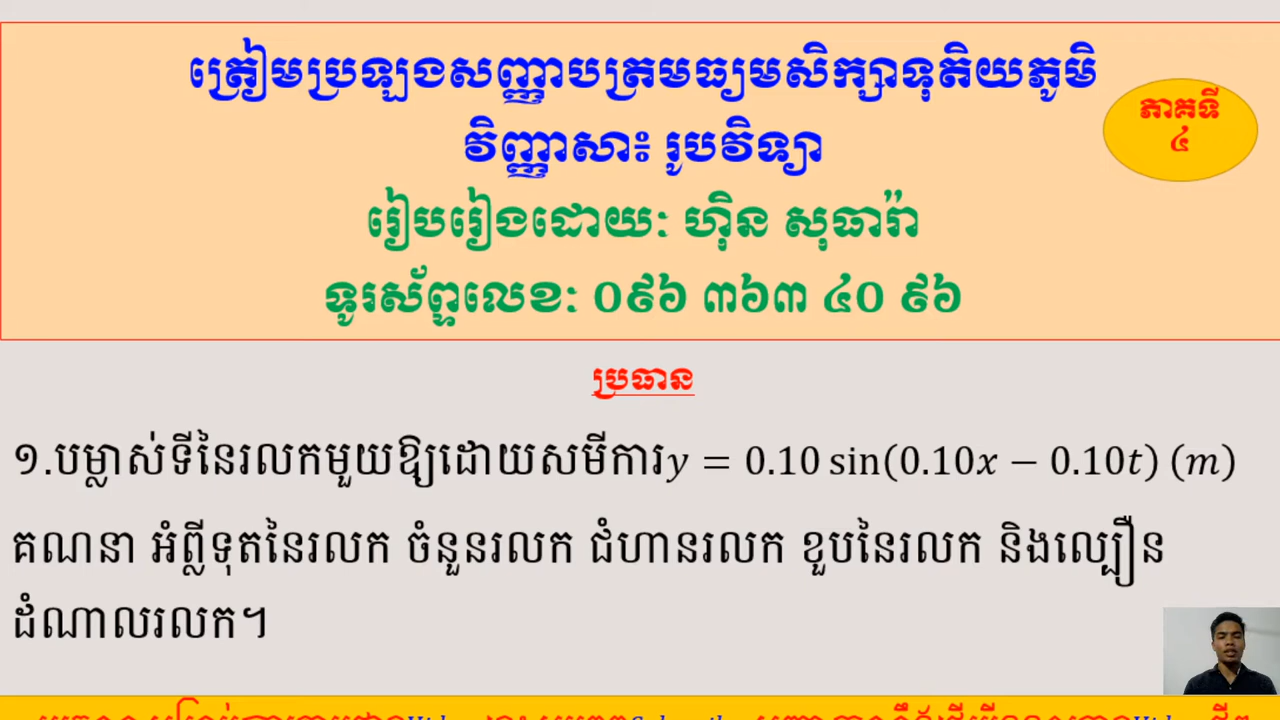 ត្រៀមប្រឡងសញ្ញាបត្រមធ្យមសិក្សាទុតិយភូមិ
ភាគទី
៤
វិញ្ញាសា៖ រូបវិទ្យា
រៀបរៀងដោយៈ ហ៊ិន សុធារ៉ា
ទូរស័ព្ទលេខៈ 0៩៦ ៣៦៣ ៤0 ៩៦
ប្រធាន
១.បម្លាស់ទីនៃរលកមួយឱ្យដោយសមីការy = 0.10 sin(0.10x − 0.10t) (m)
គណនា អំព្លីទុតនៃរលក ចំនួនរលក ជំហានរលក ខួបនៃរលក និងល្បឿន
ដំណាលរលក។